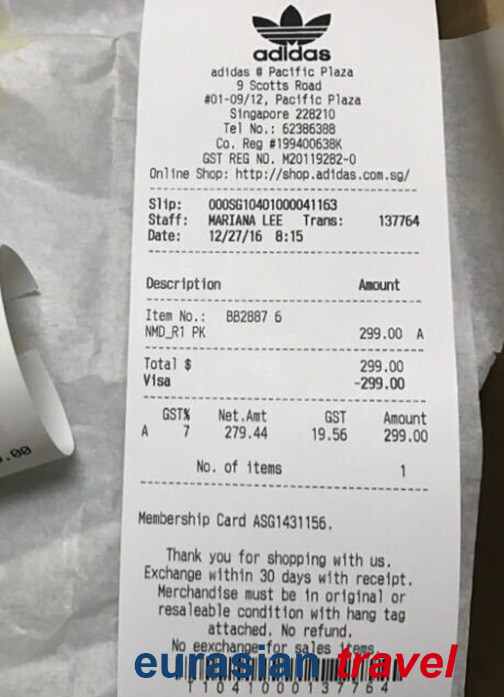 adidas
adidas @ Pacific Plaza
9 Scotts Road
#01-09/12, Pacific Plaza
Singapore 228210
Tel No.: 62386388
Co. Reg #199400638K
GST REG NO. M20119282-0
Online Shop: http://shop.adidas.com.sg/
Slip: 000SG10401000041163
Staff: MARIANA LEE Trans: 137764
Date: 12/27/16 8:15
Description Amount
Item No.: BB2887 6
NMD_R1 PK 299.00 A
Total $ 299.00
Visa -299.00
GST% Net.Amt GST Amount
A 7 279.44 19.56 299.00
No. of items 1
Membership Card ASG1431156.
Thank you for shopping with us.
Exchange within 30 days with receipt.
Merchandise must be in original or
resaleable condition with hang tag
attached. No refund.
No eexchange for sales items
eurasian travel
11041000137764